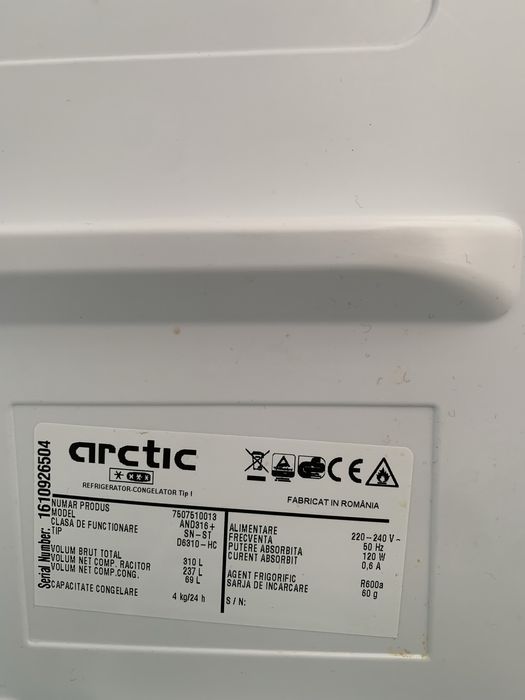 Serial Number: 1610926504
arctic
REFRIGERATOR-CONGELATOR Tip I
FABRICAT IN ROMÂNIA
NUMAR PRODUS 7507510013
MODEL AND316+
CLASA DE FUNCTIONARE SN-ST
TIP D6310-HC
VOLUM BRUT TOTAL 310 L
VOLUM NET COMP. RACITOR 237 L
VOLUM NET COMP.CONG. 69 L
CAPACITATE CONGELARE 4 kg/24 h
ALIMENTARE 220-240 V~
FRECVENTA 50 Hz
PUTERE ABSORBITA 120 W
CURENT ABSORBIT 0,6 A
AGENT FRIGORIFIC R600a
SARJA DE INCARCARE 60 g
S / N: